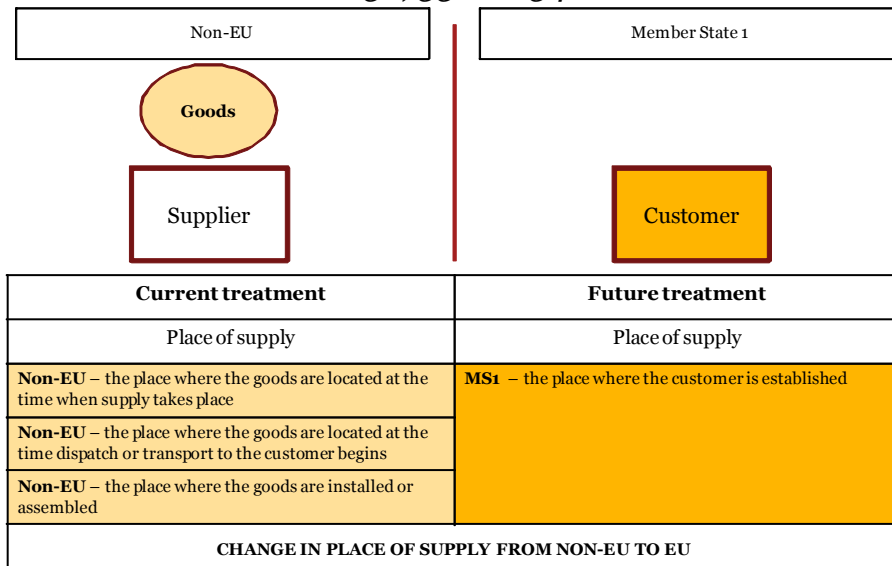 Non-EU
Member State 1
Goods
Supplier
Customer
Current treatment
Future treatment
Place of supply
Place of supply
Non-EU – the place where the goods are located at the
time when supply takes place
MS1 – the place where the customer is established
Non-EU – the place where the goods are located at the
time dispatch or transport to the customer begins
Non-EU – the place where the goods are installed or
assembled
CHANGE IN PLACE OF SUPPLY FROM NON-EU TO EU